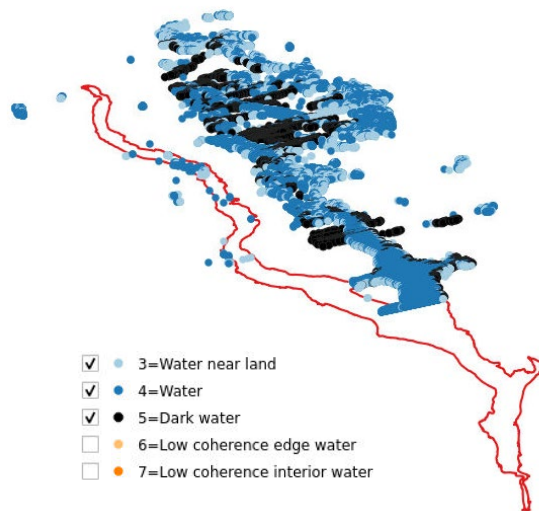 3=Water near land
4=Water
5=Dark water
6=Low coherence edge water
7=Low coherence interior water